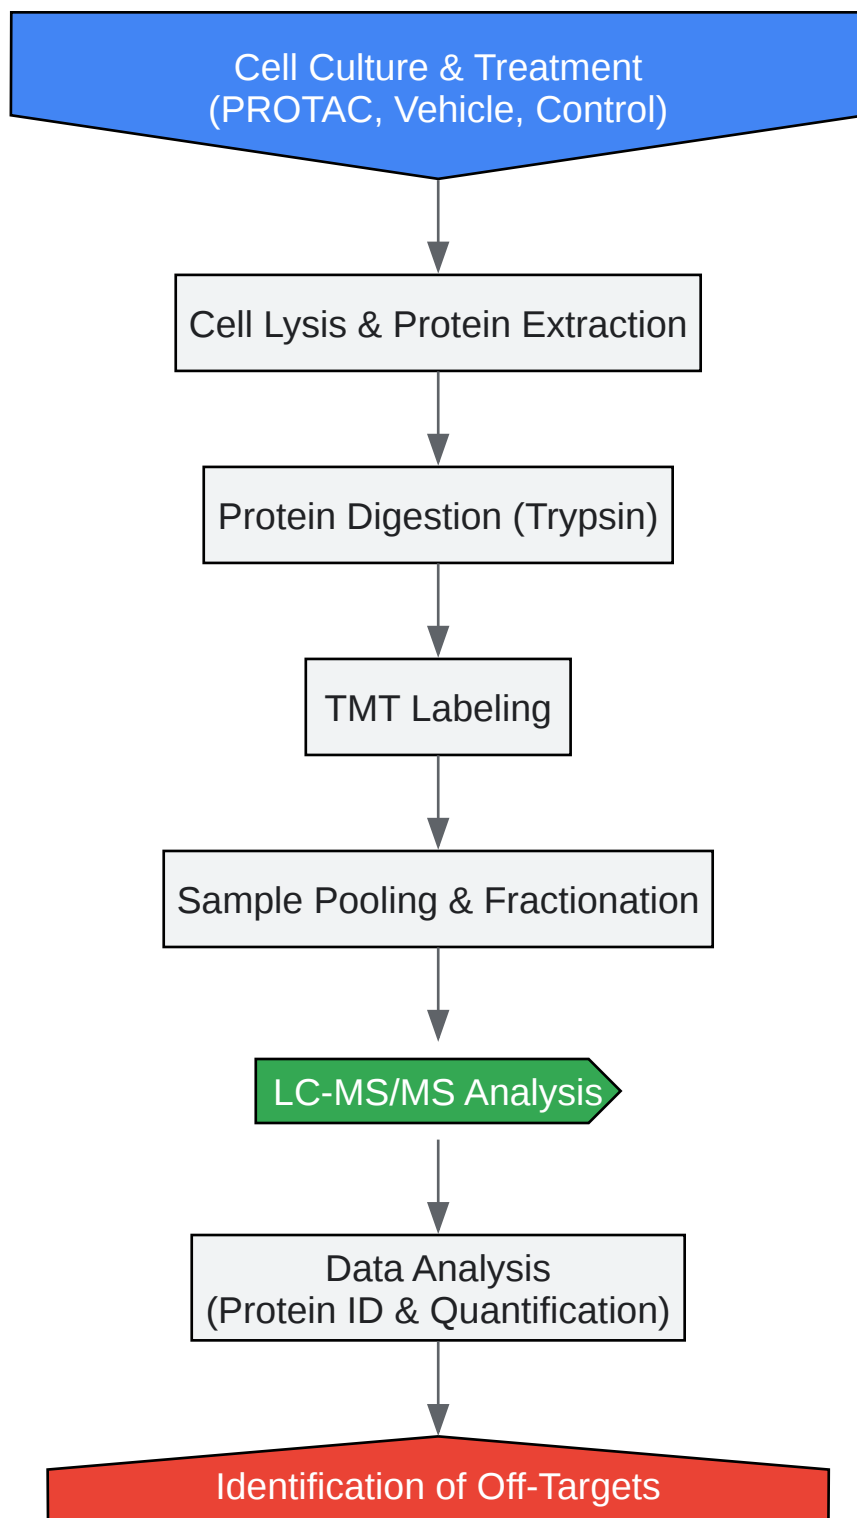 Cell Culture & Treatment
(PROTAC, Vehicle, Control)
Cell Lysis & Protein Extraction
Protein Digestion (Trypsin)
TMT Labeling
Sample Pooling & Fractionation
LC-MS/MS Analysis
Data Analysis
(Protein ID & Quantification)
Identification of Off-Targets